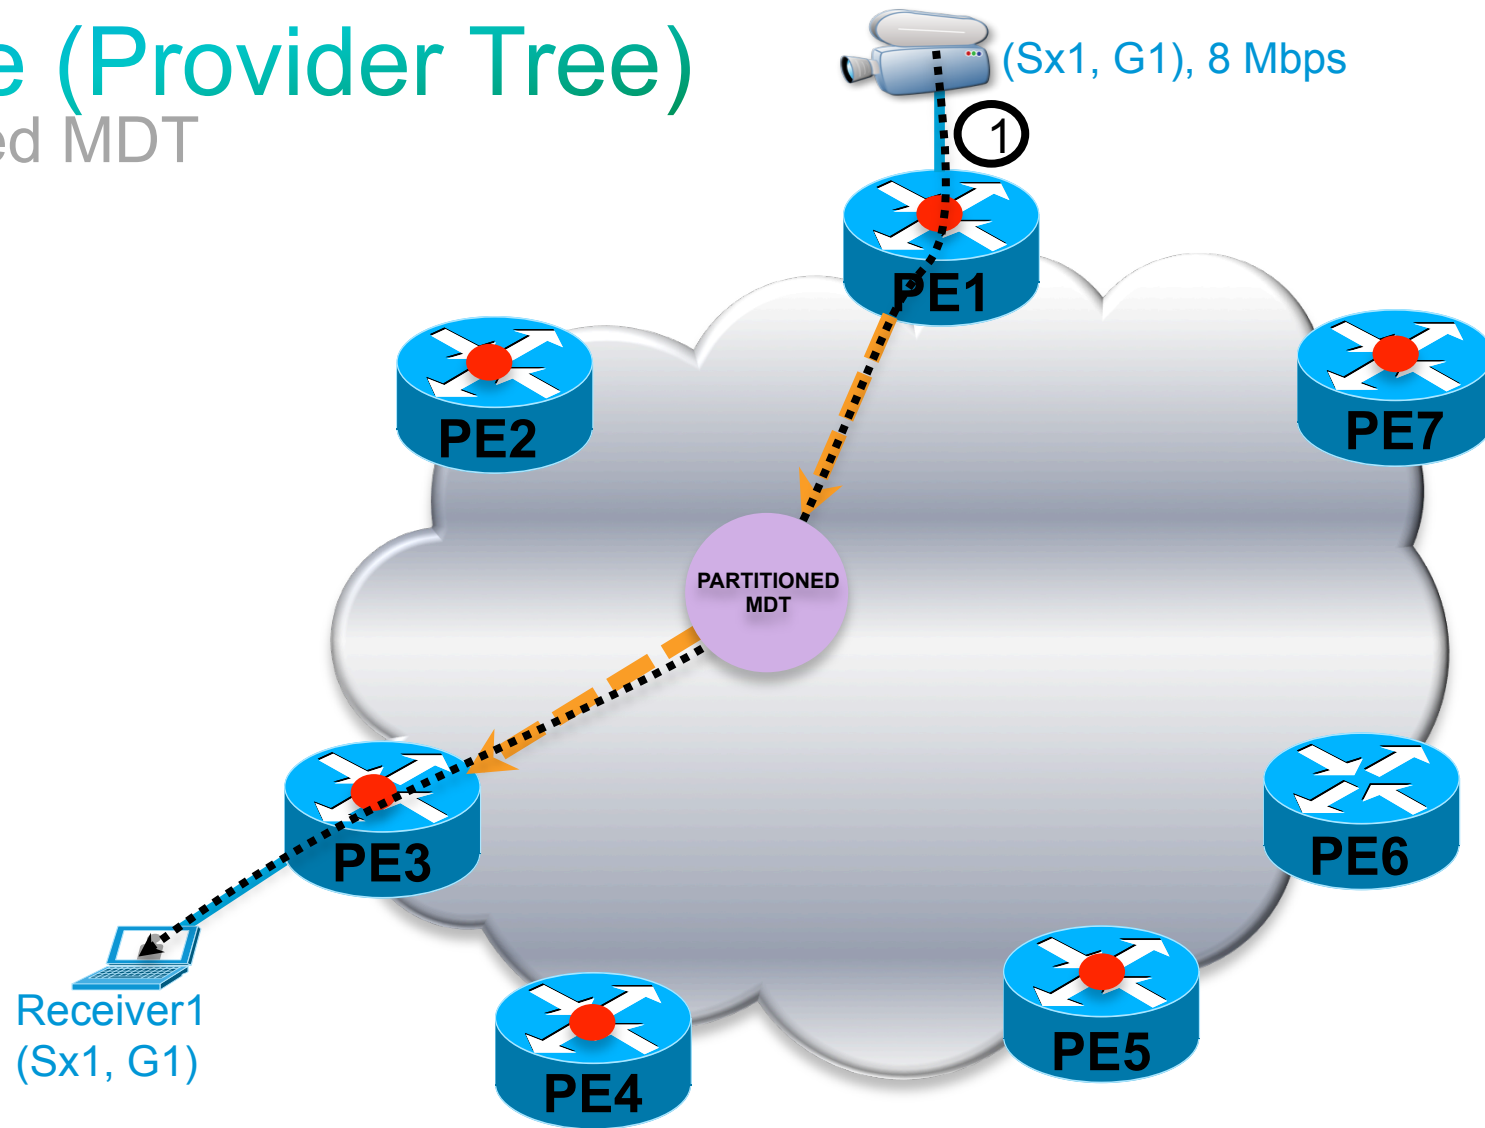 e (Provider Tree)
ed MDT
(Sx1, G1), 8 Mbps
1
PE1
PE2
PE7
PARTITIONED
MDT
PE3
PE6
Receiver1
(Sx1, G1)
PE5
PE4